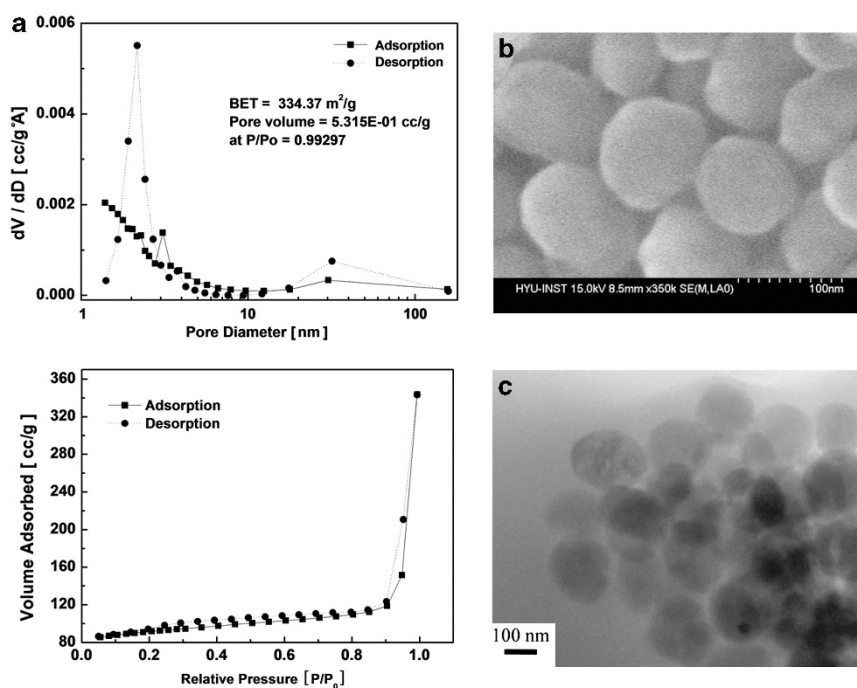 a
0.006
0.004
0.002
0.000
dV / dD [ cc/g°A ]
Adsorption
Desorption
BET = 334.37 m²/g
Pore volume = 5.315E-01 cc/g
at P/Po = 0.99297
1 10 100
Pore Diameter [ nm ]
b
HYU-INST 15.0kV 8.5mm x350k SE(M,LA0) 100nm
360
320
280
240
200
160
120
80
Volume Adsorbed [ cc/g ]
Adsorption
Desorption
0.0 0.2 0.4 0.6 0.8 1.0
Relative Pressure [P/P₀]
c
100 nm